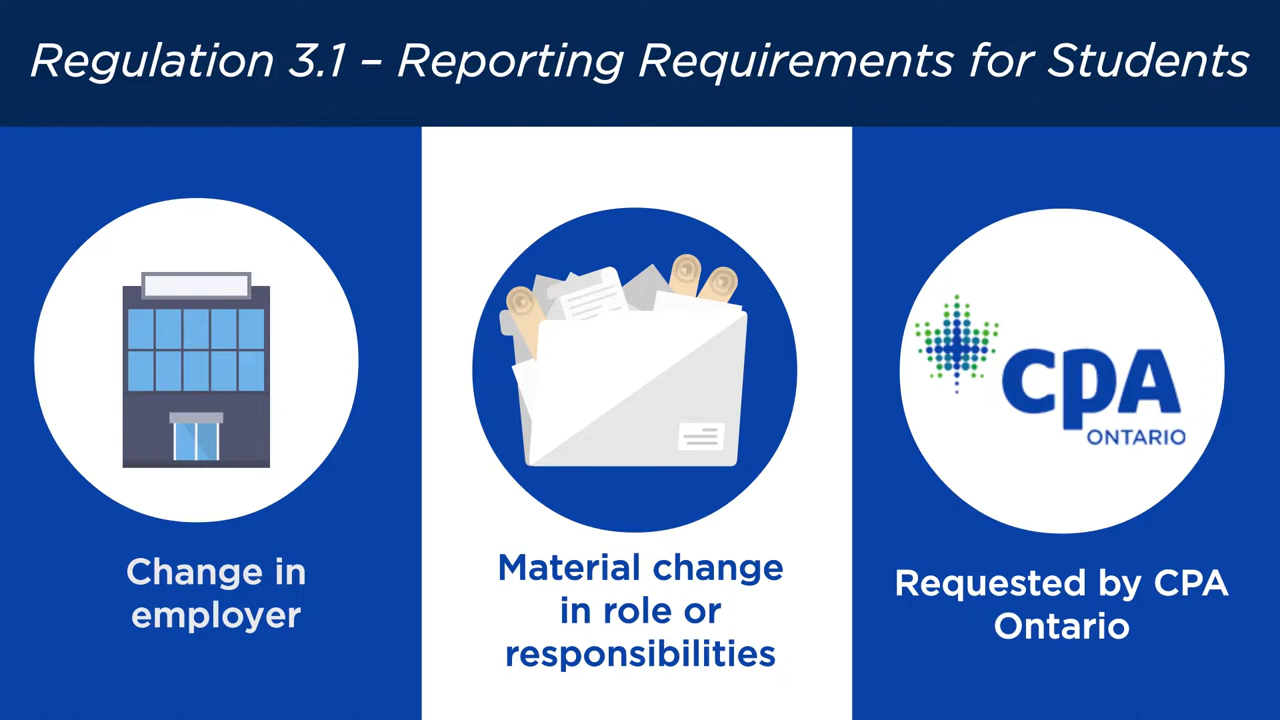 Regulation 3.1 – Reporting Requirements for Students
Change in
employer
Material change
in role or
responsibilities
cpa
ONTARIO
Requested by CPA
Ontario